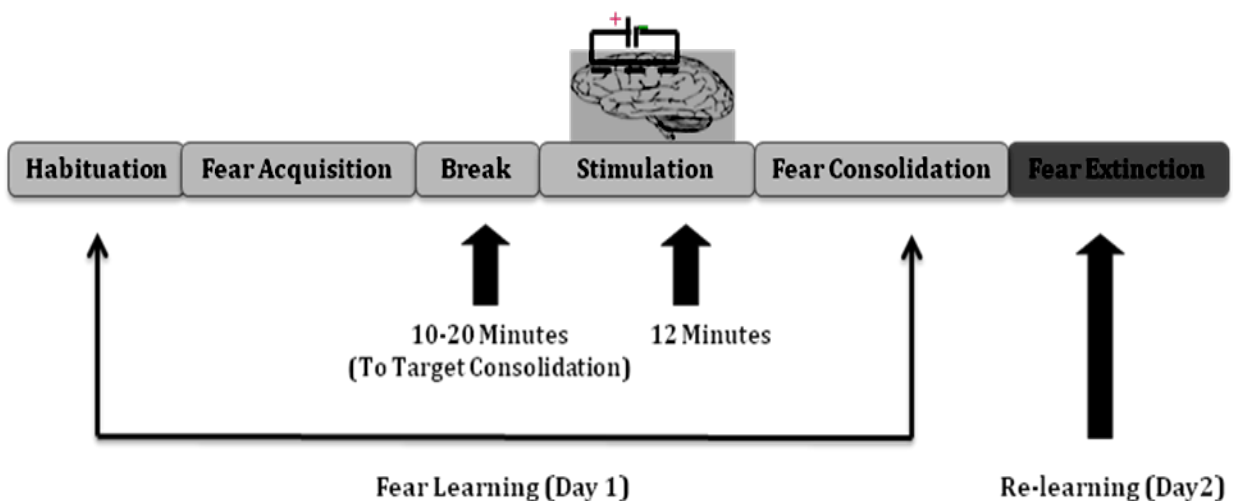 + -
Habituation Fear Acquisition Break Stimulation Fear Consolidation Fear Extinction
10-20 Minutes 12 Minutes
(To Target Consolidation)
Fear Learning (Day 1) Re-learning (Day2)